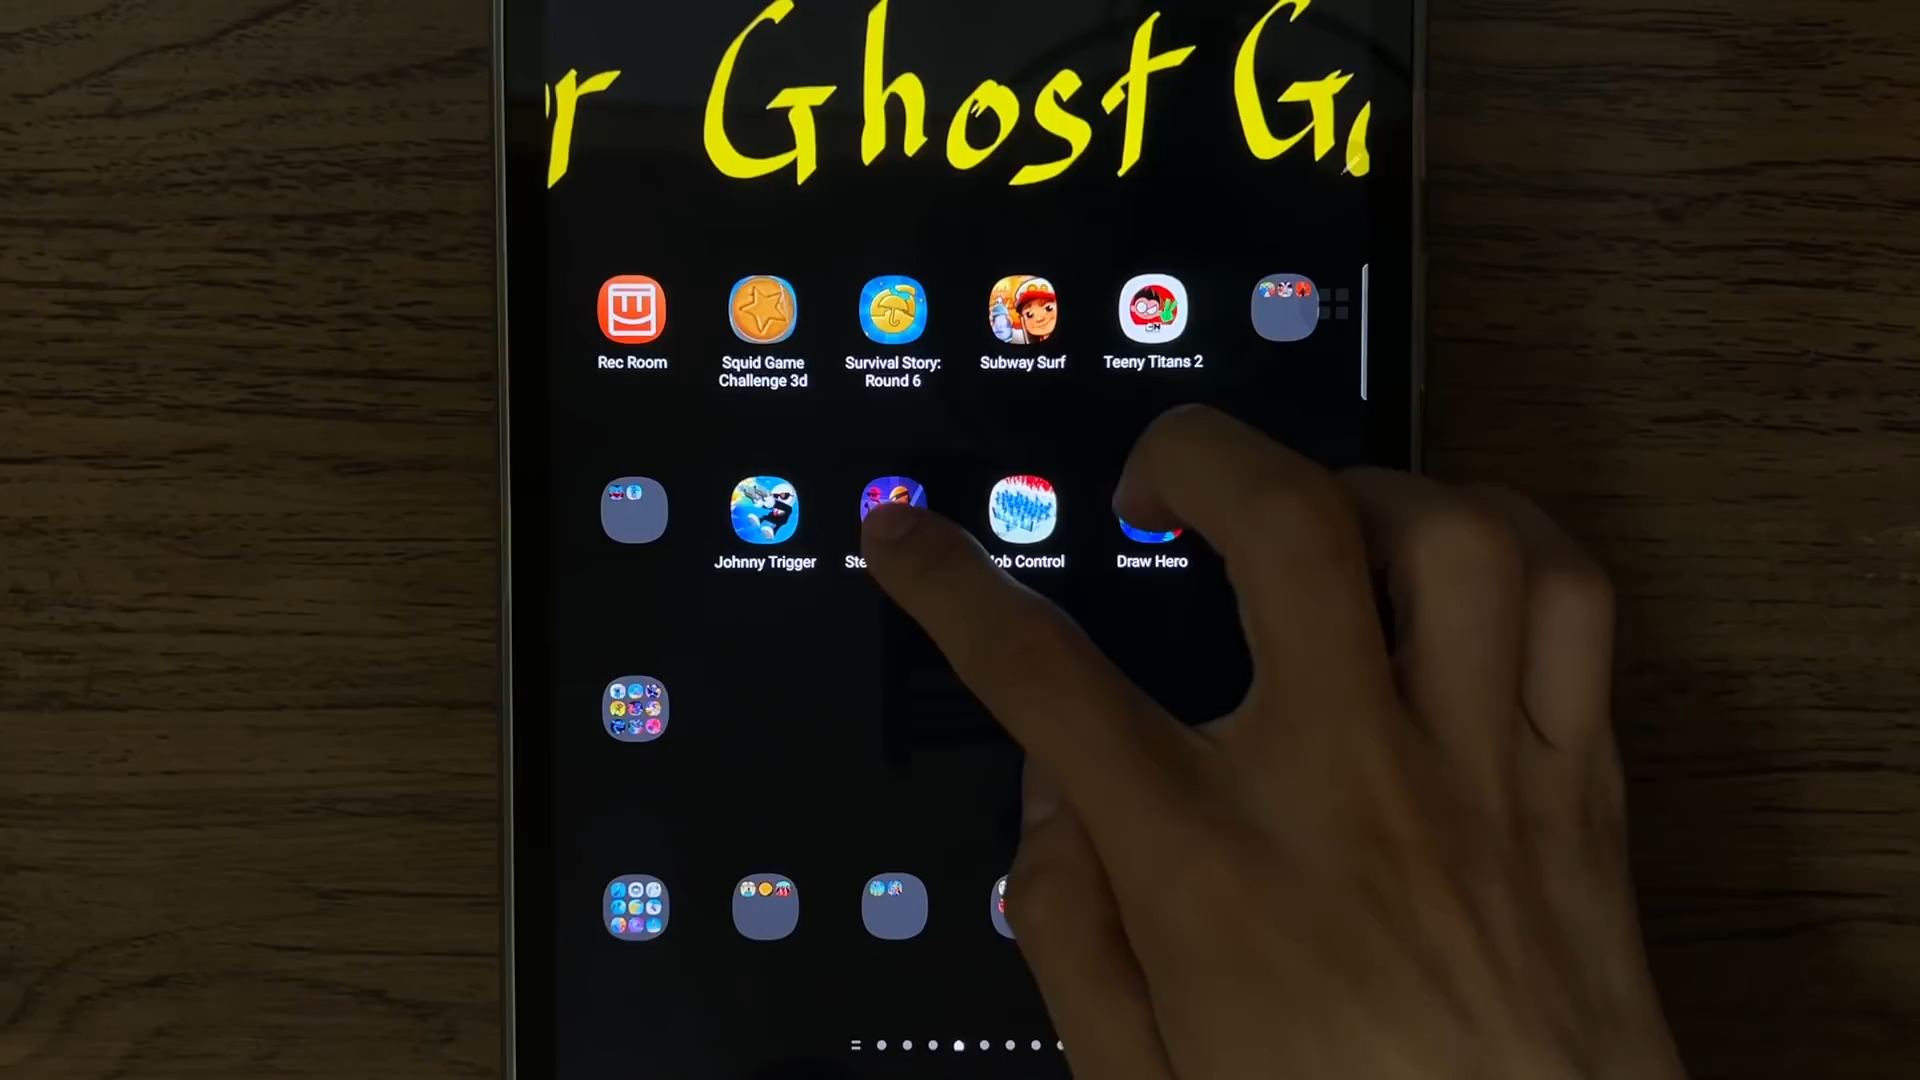 Ghost
Rec Room
Squid Game
Challenge 3d
Survival Story:
Round 6
Subway Surf
Teeny Titans 2
Johnny Trigger
Control
Draw Hero